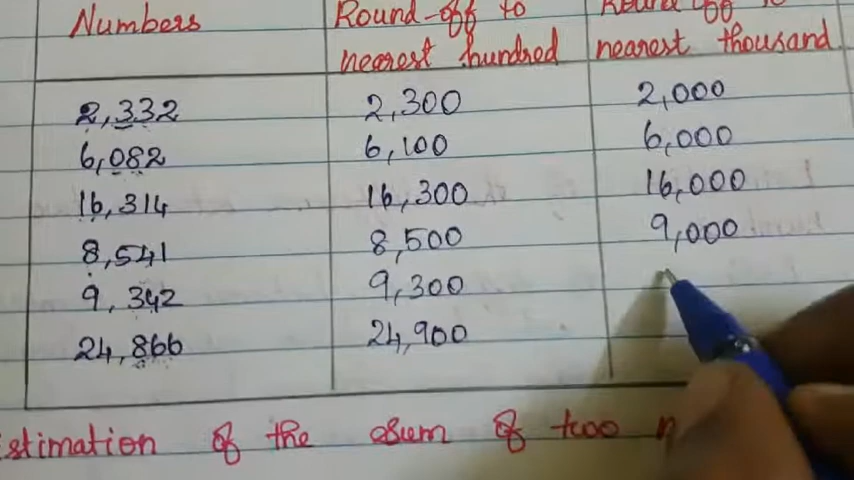 Numbers Round-off to
nearest hundred nearest thousand
2,332 2,300 2,000
6,082 6,100 6,000
16,314 16,300 16,000
8,541 8,500 9,000
9,342 9,300
24,866 24,900
stimation of the sum of two